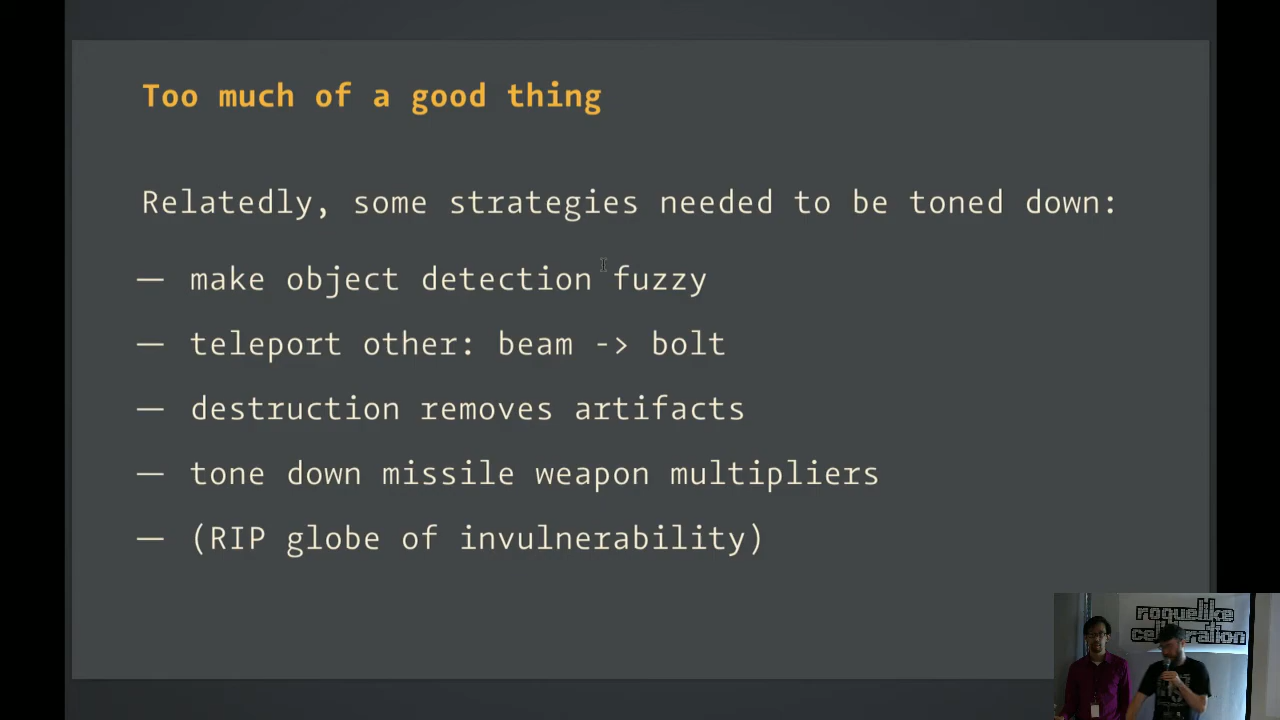 Too much of a good thing
Relatedly, some strategies needed to be toned down:
— make object detection fuzzy
— teleport other: beam -> bolt
— destruction removes artifacts
— tone down missile weapon multipliers
— (RIP globe of invulnerability)
roguelike
celebration